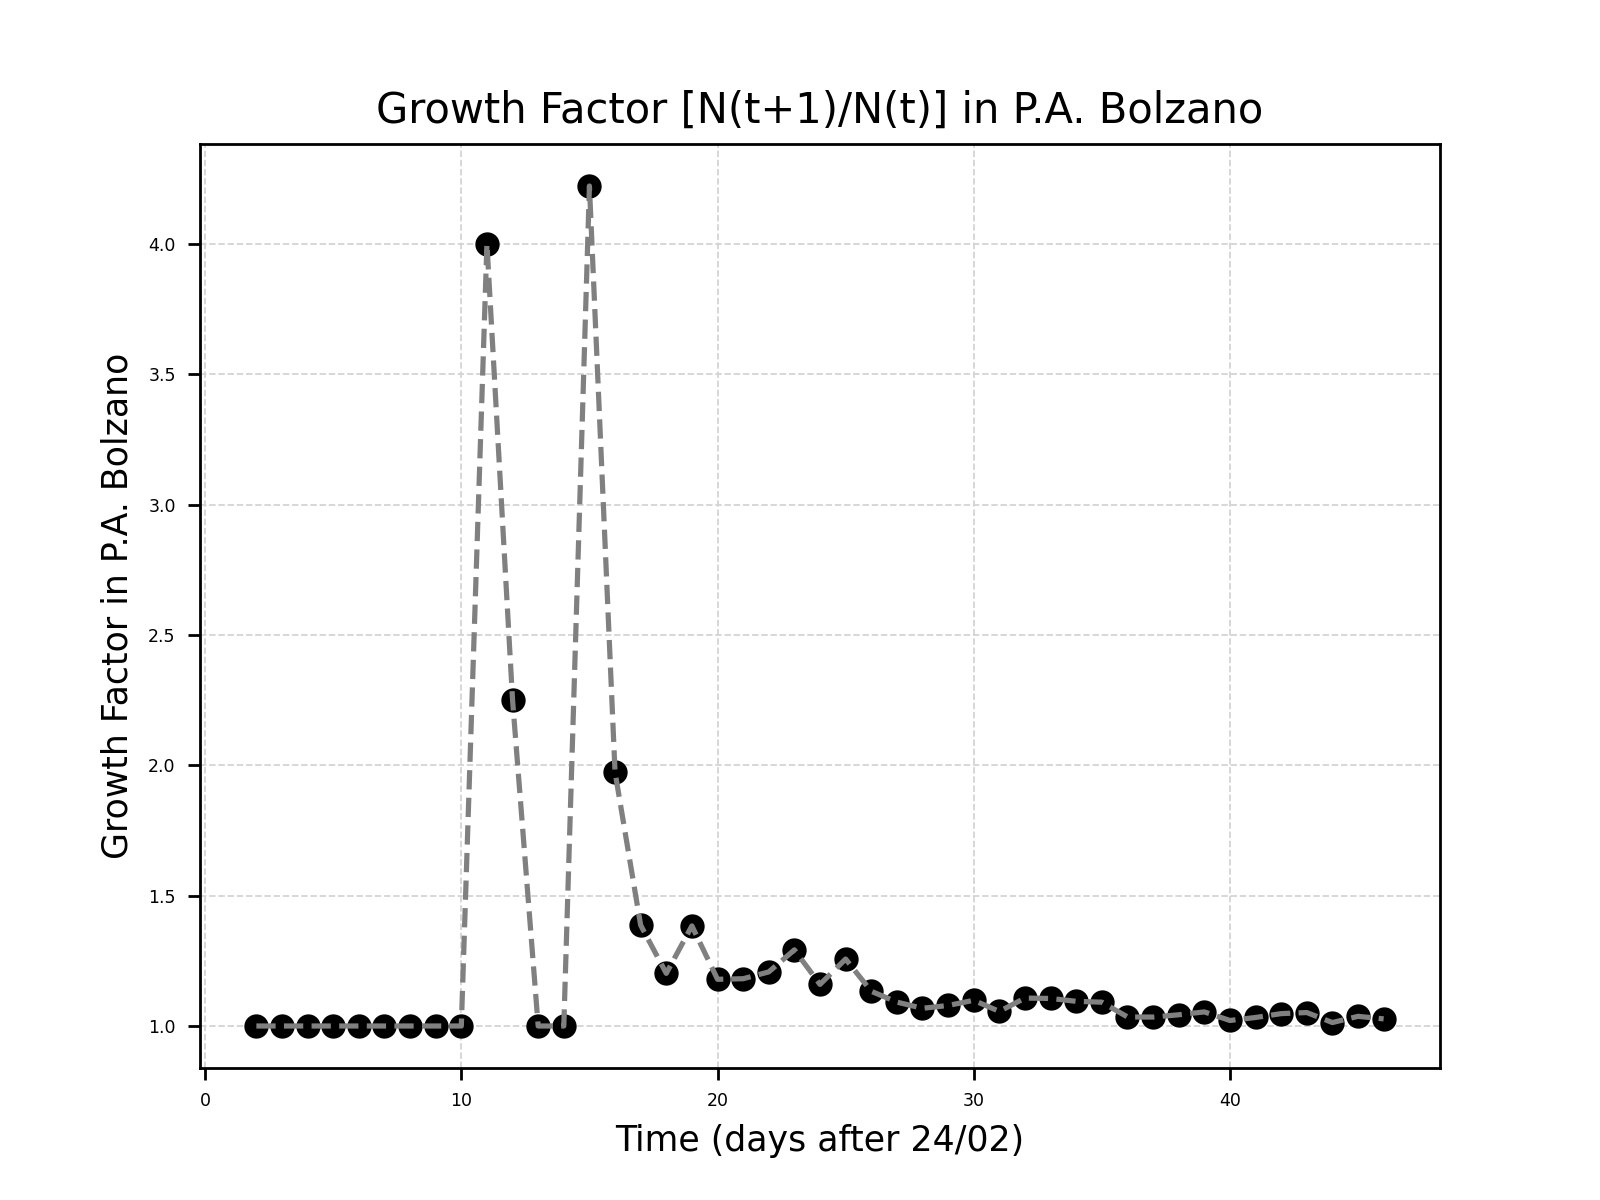 Growth Factor [N(t+1)/N(t)] in P.A. Bolzano
Growth Factor in P.A. Bolzano
4.0
3.5
3.0
2.5
2.0
1.5
1.0
0 10 20 30 40
Time (days after 24/02)